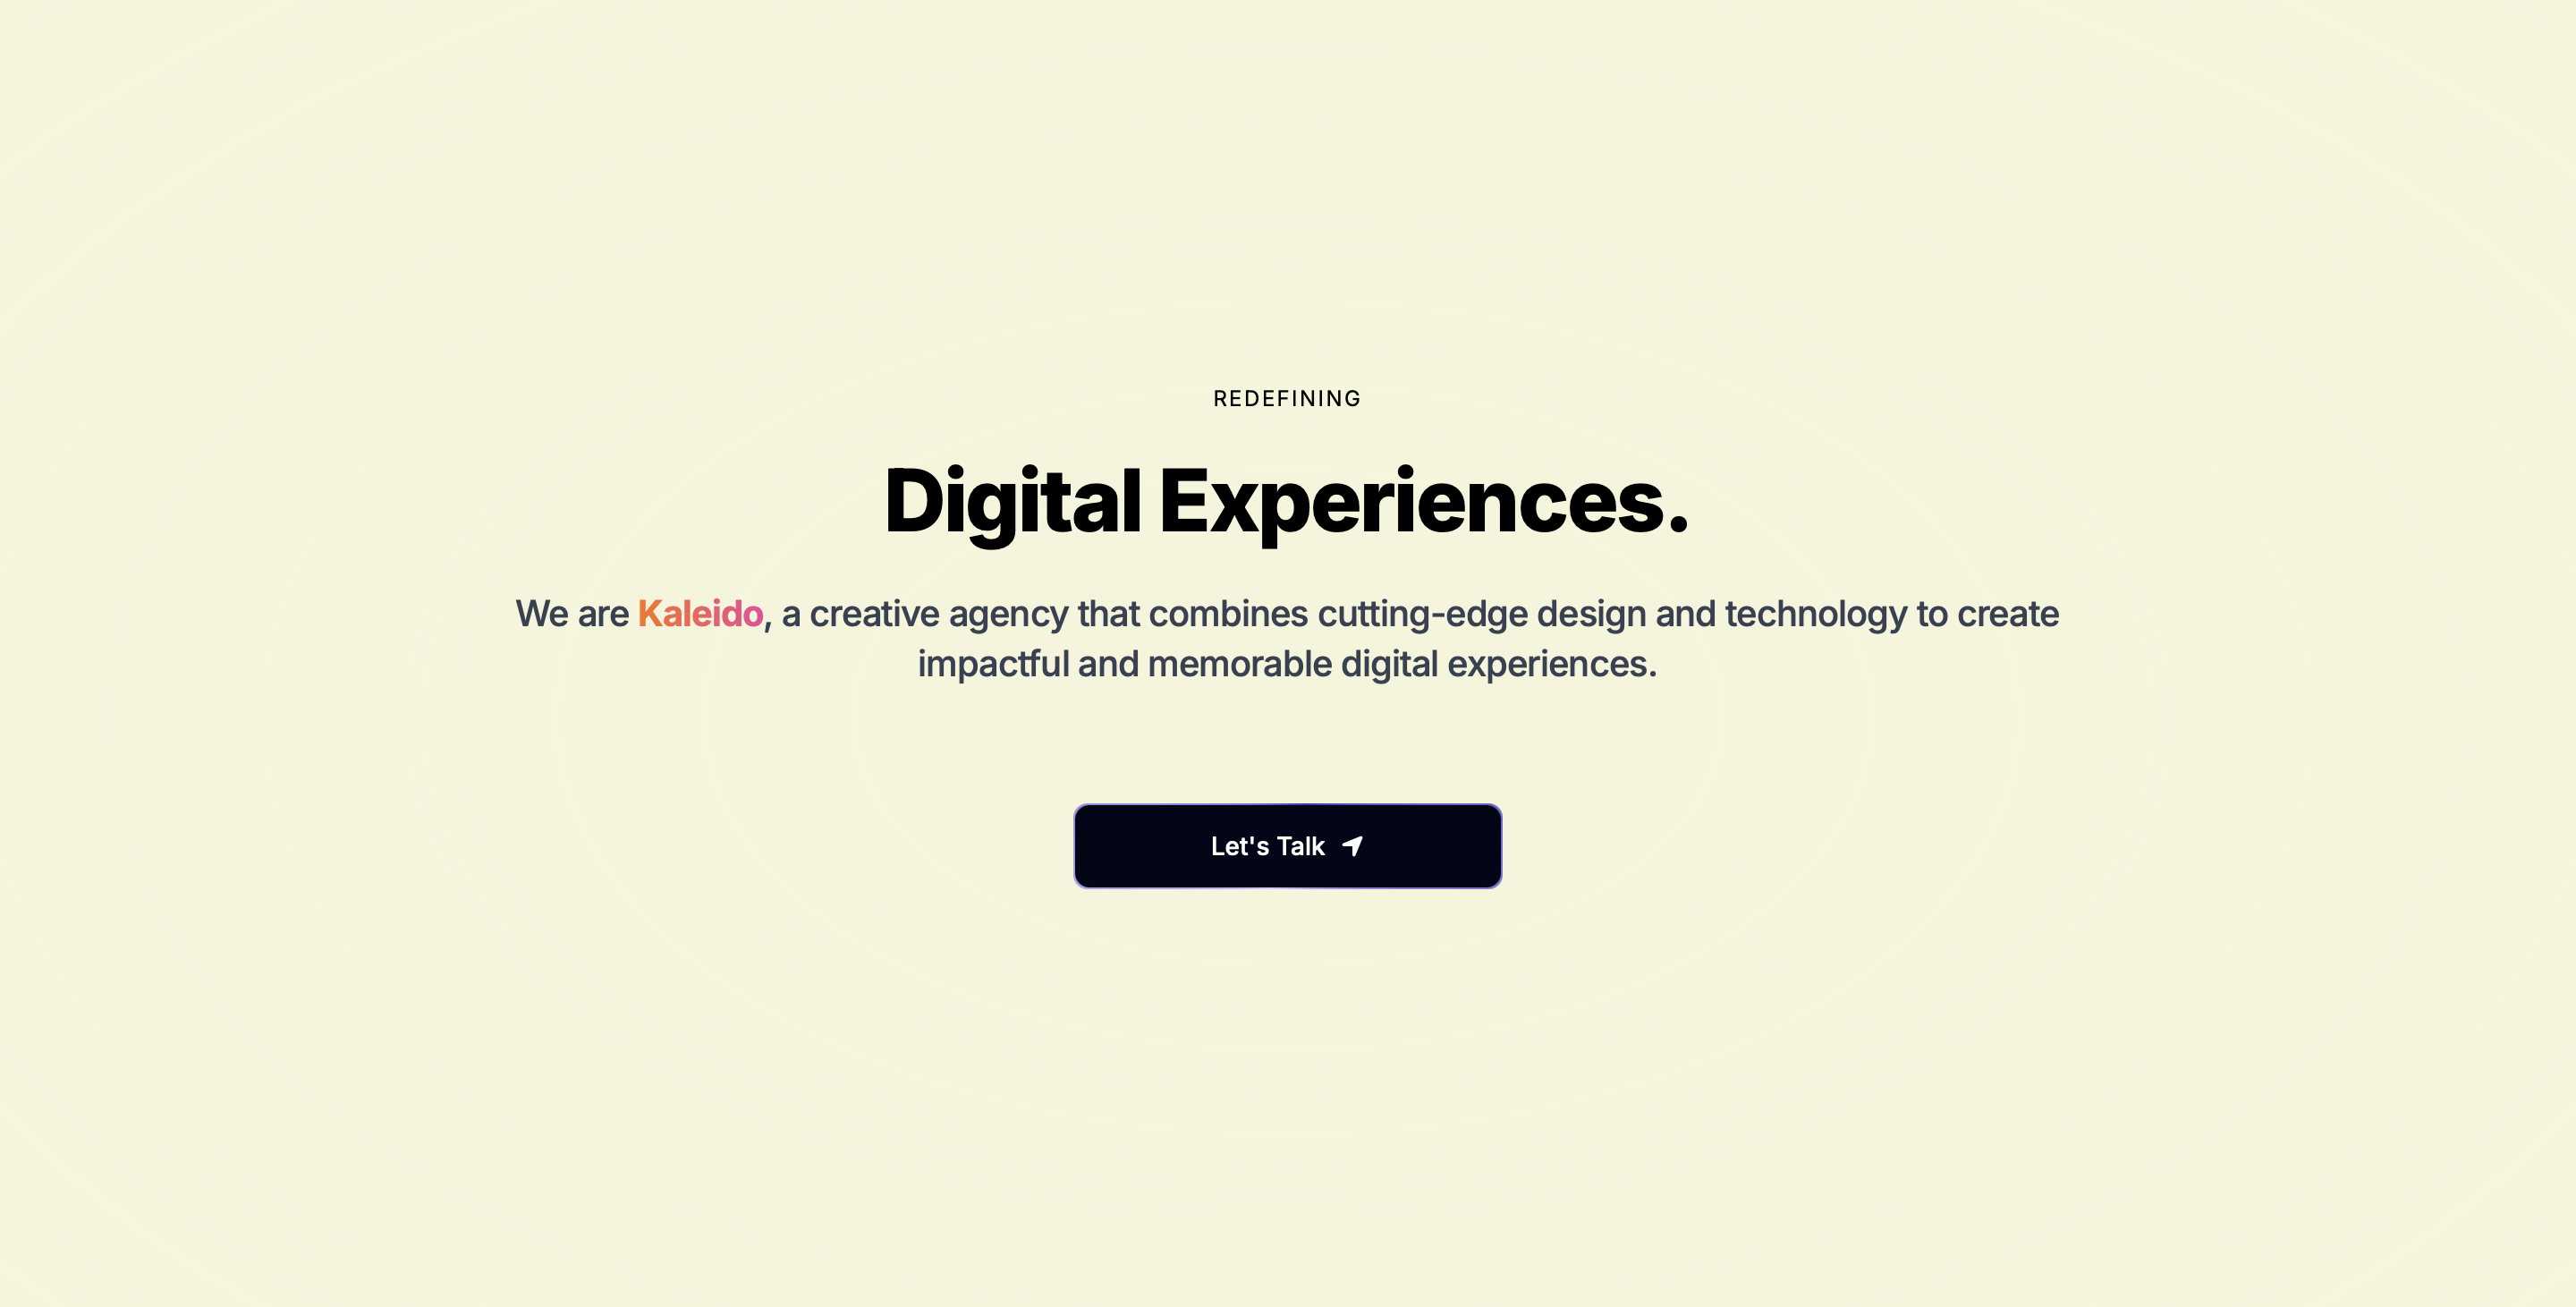 REDEFINING
Digital Experiences.
We are Kaleido, a creative agency that combines cutting-edge design and technology to create
impactful and memorable digital experiences.
Let's Talk